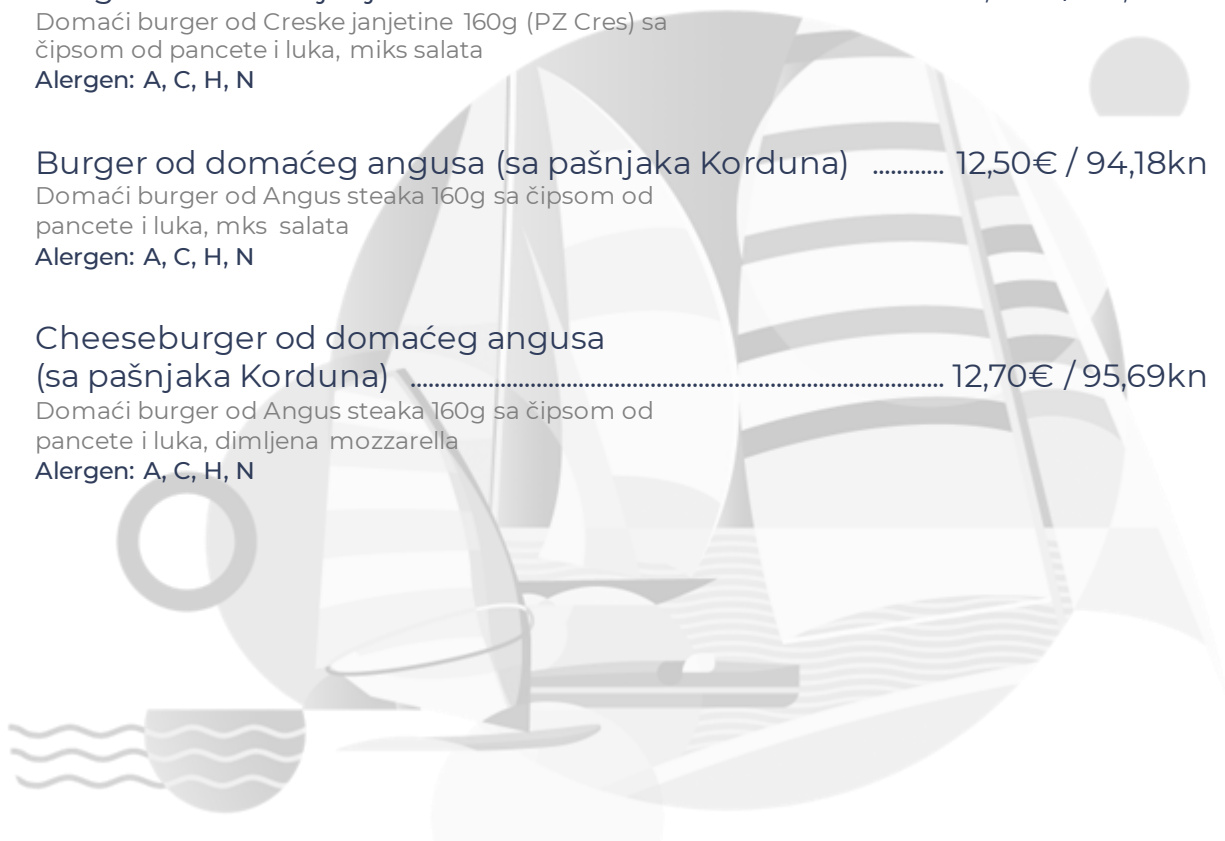 Domaći burger od Creske janjetine 160g (PZ Cres) sa
čipsom od pancete i luka, miks salata
Alergen: A, C, H, N
Burger od domaćeg angusa (sa pašnjaka Korduna) ............ 12,50€ / 94,18kn
Domaći burger od Angus steaka 160g sa čipsom od
pancete i luka, mks salata
Alergen: A, C, H, N
Cheeseburger od domaćeg angusa
(sa pašnjaka Korduna) ........................................................................................... 12,70€ / 95,69kn
Domaći burger od Angus steaka 160g sa čipsom od
pancete i luka, dimljena mozzarella
Alergen: A, C, H, N